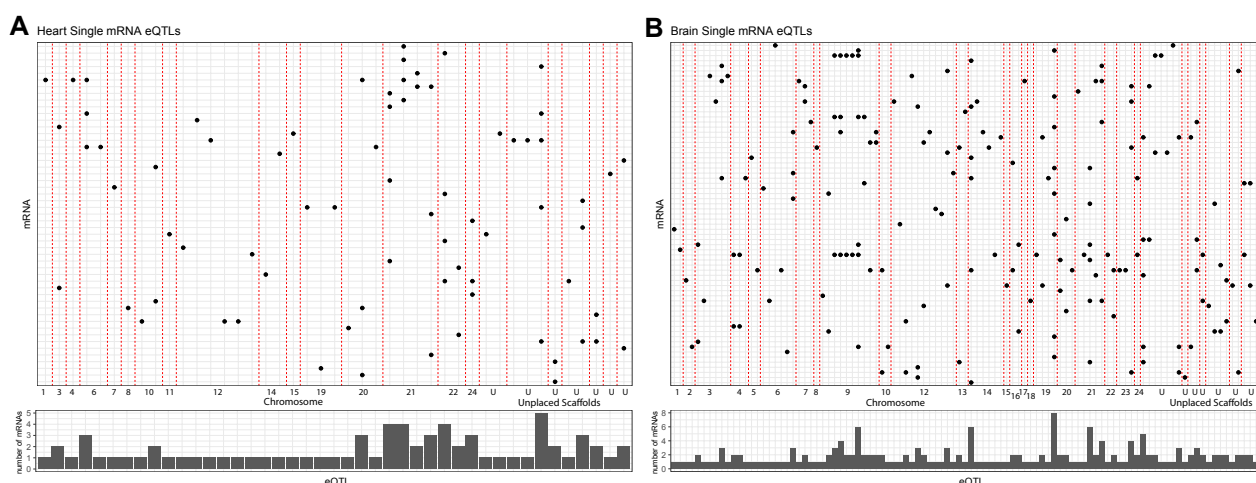 A Heart Single mRNA eQTLs
mRNA
1 3 4 6 7 8 10 11 12 14 15 19 20 21 22 24 U U U U U
Chromosome Unplaced Scaffolds
number of mRNAs
5
4
3
2
1
0
eQTL
B Brain Single mRNA eQTLs
mRNA
1 2 3 4 5 6 7 8 9 10 12 13 14 15 16 17 18 19 20 21 22 23 24 U U U U U U U
Chromosome Unplaced Scaffolds
number of mRNAs
8
6
4
2
0
eQTL